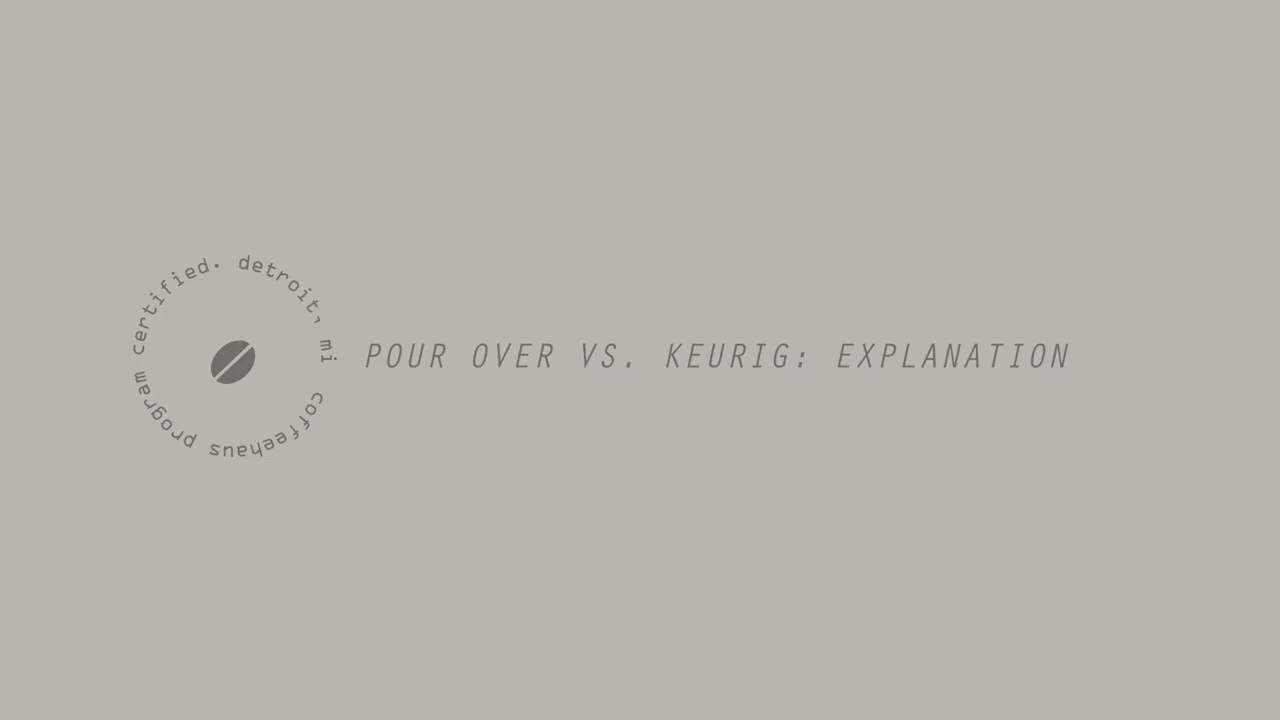 certified. detroit, mi coffeehaus program
POUR OVER VS. KEURIG: EXPLANATION